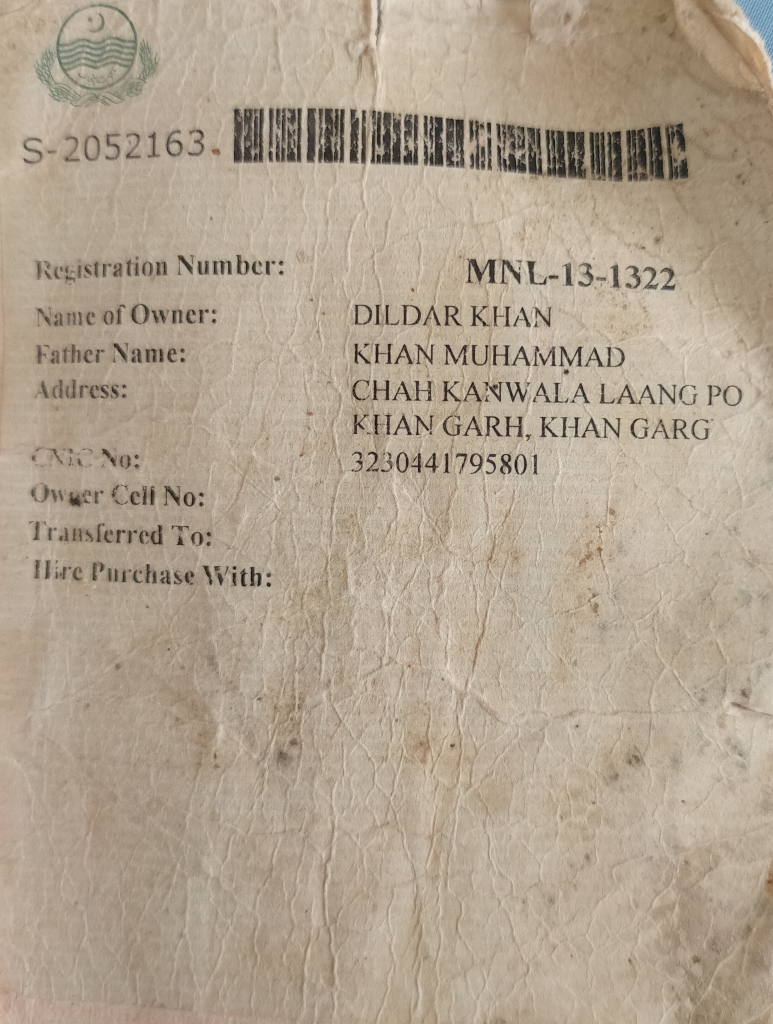 S-2052163.
Registration Number: MNL-13-1322
Name of Owner: DILDAR KHAN
Father Name: KHAN MUHAMMAD
Address: CHAH KANWALA LAANG PO
KHAN GARH, KHAN GARG
CNIC No: 3230441795801
Owner Cell No:
Transferred To:
Hire Purchase With: